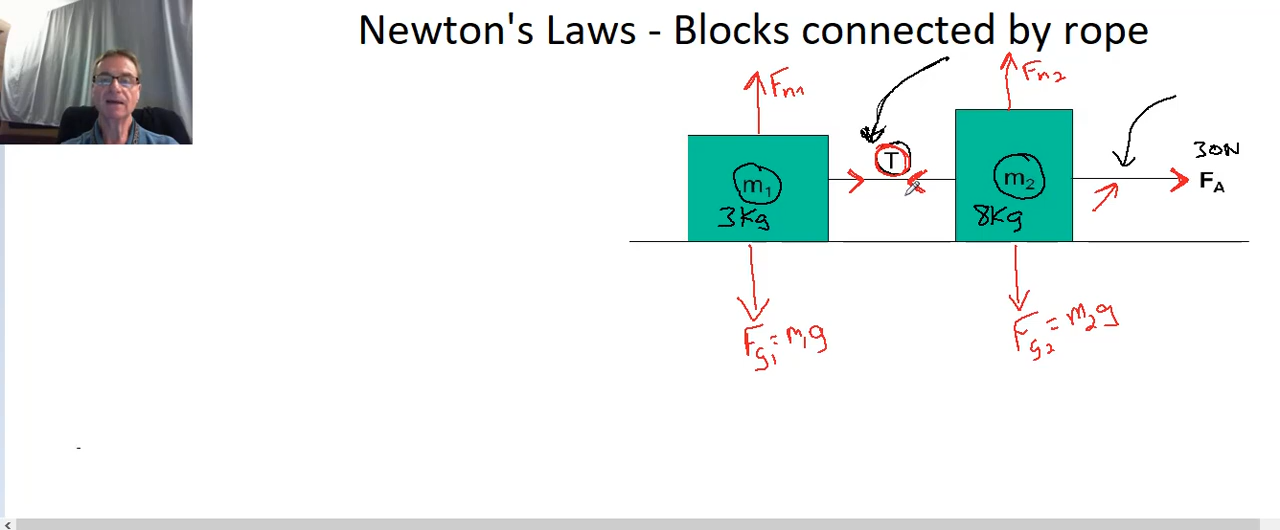 Newton's Laws - Blocks connected by rope
Fn1
Fn2
T
30N
FA
m1
m2
3Kg
8Kg
Fg1 = m1g
Fg2 = m2g